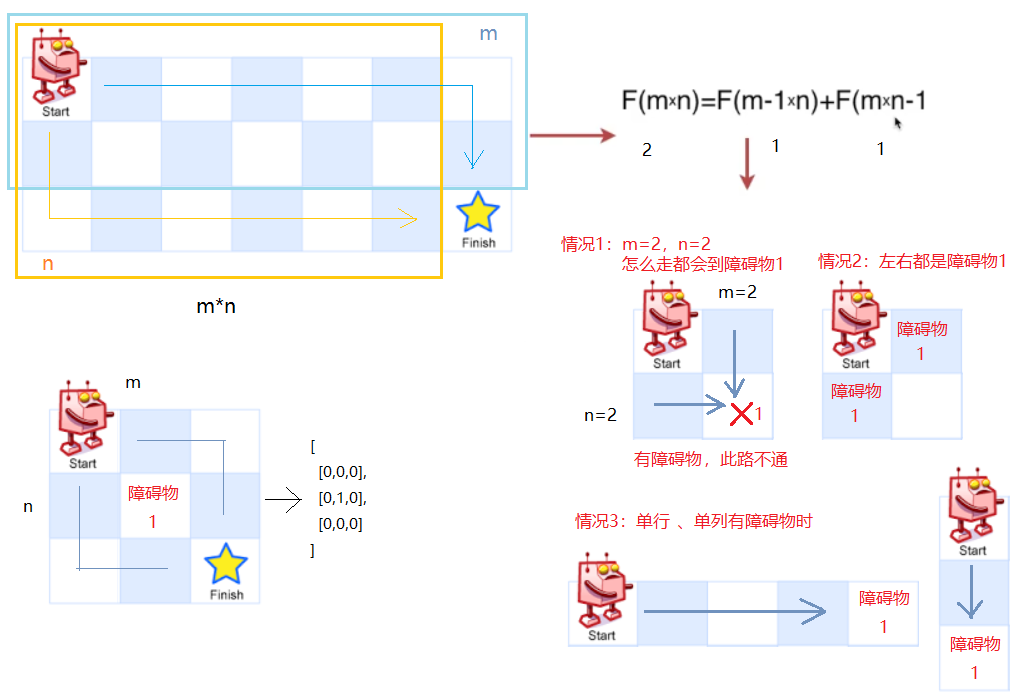 m
Start
Finish
n
m*n
F(m×n)=F(m-1×n)+F(m×n-1
2
1
1
情况1：m=2，n=2
怎么走都会到障碍物1
m=2
Start
n=2
1
有障碍物，此路不通
情况2：左右都是障碍物1
Start
障碍物
1
障碍物
1
m
Start
n
障碍物
1
Finish
[
[0,0,0],
[0,1,0],
[0,0,0]
]
情况3：单行 、单列有障碍物时
Start
障碍物
1
Start
障碍物
1